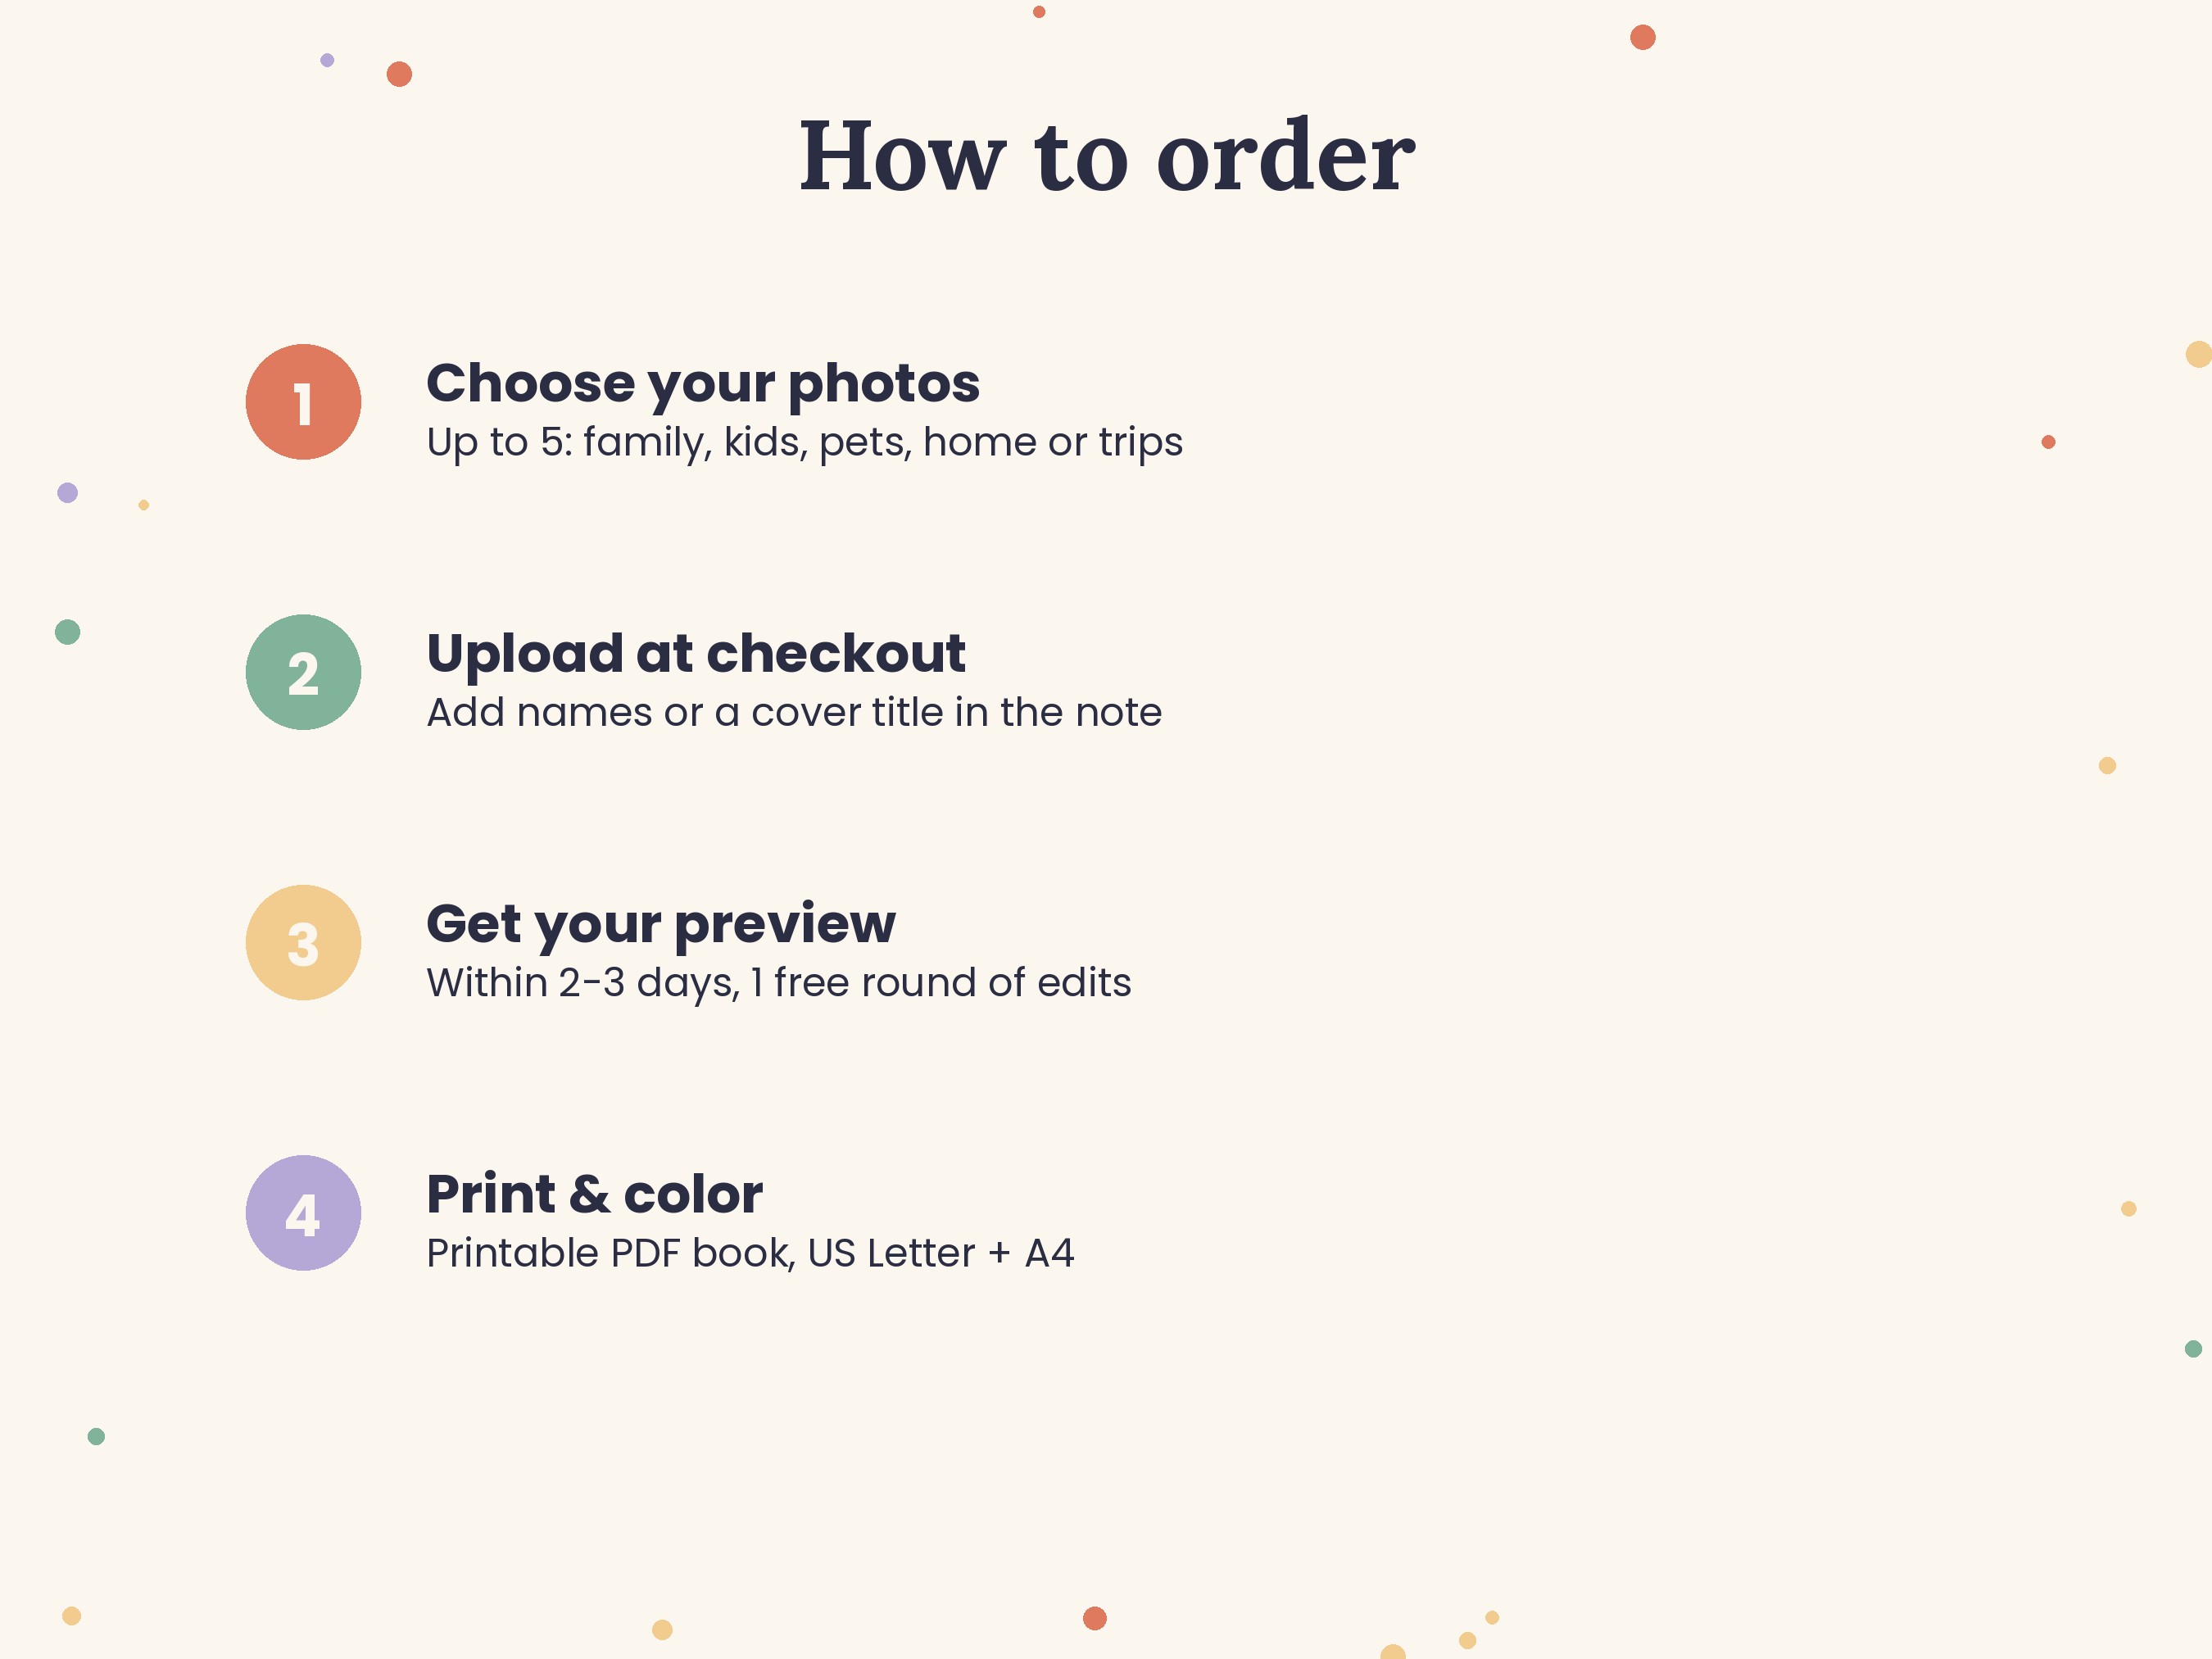 How to order
1
Choose your photos
Up to 5: family, kids, pets, home or trips
2
Upload at checkout
Add names or a cover title in the note
3
Get your preview
Within 2-3 days, 1 free round of edits
4
Print & color
Printable PDF book, US Letter + A4